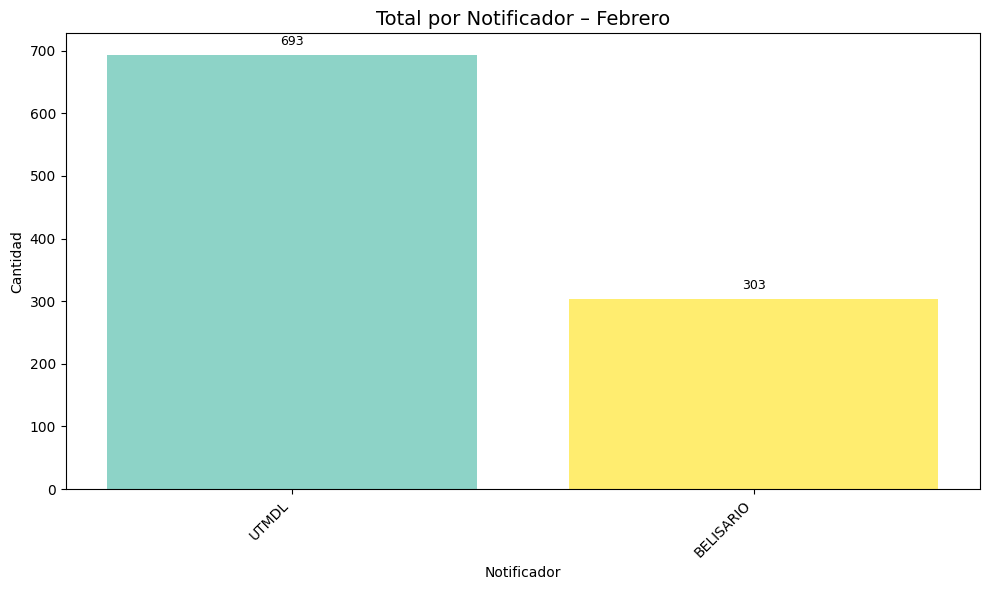 Total por Notificador – Febrero
Cantidad
700
600
500
400
300
200
100
0
693
303
UTMDL
BELISARIO
Notificador